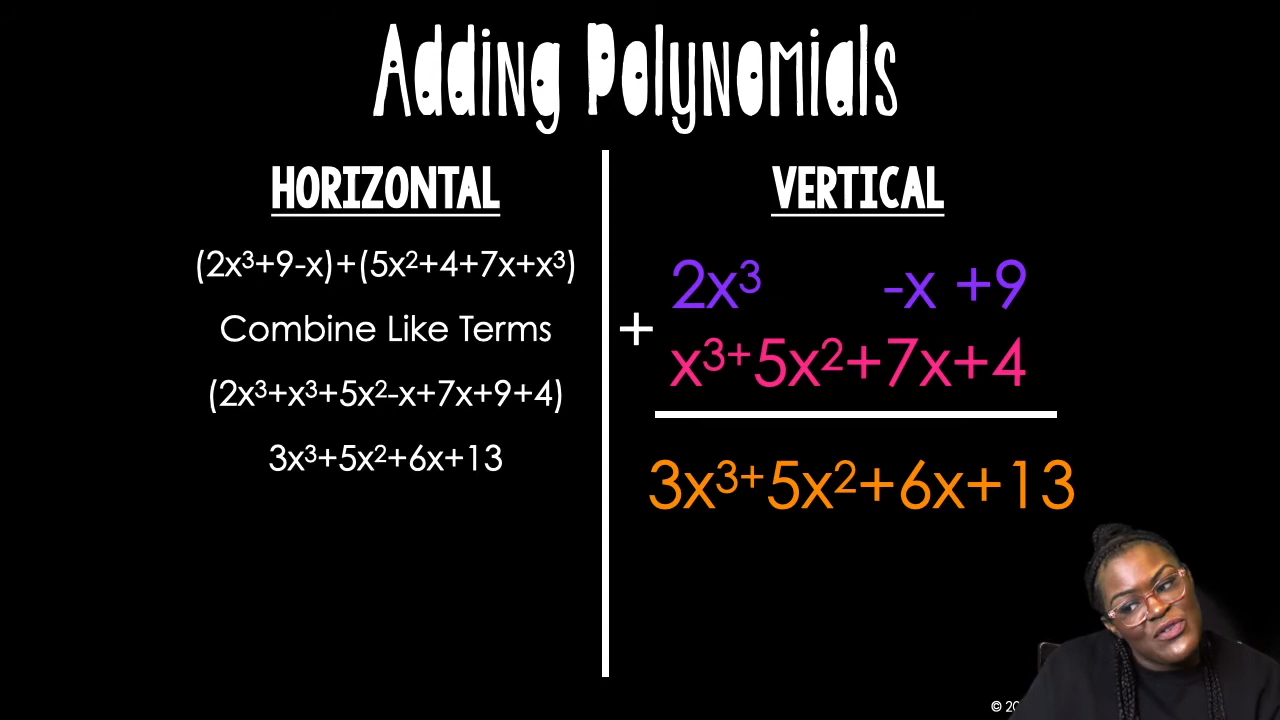 Adding Polynomials
HORIZONTAL
(2x³+9-x)+(5x²+4+7x+x³)
Combine Like Terms
(2x³+x³+5x²-x+7x+9+4)
3x³+5x²+6x+13
VERTICAL
2x³ -x +9
+
x³⁺5x²+7x+4
3x³⁺5x²+6x+13
©